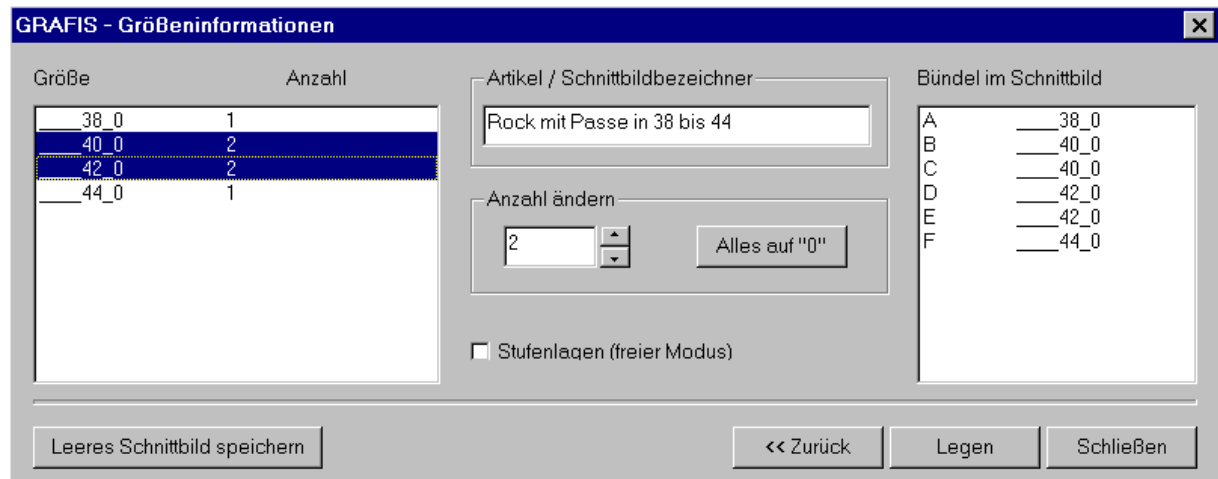 GRAFIS - Größeninformationen
Größe Anzahl
____38_0 1
____40_0 2
____42_0 2
____44_0 1
Artikel / Schnittbildbezeichner
Rock mit Passe in 38 bis 44
Anzahl ändern
2 Alles auf "0"
Stufenlagen (freier Modus)
Bündel im Schnittbild
A ____38_0
B ____40_0
C ____40_0
D ____42_0
E ____42_0
F ____44_0
Leeres Schnittbild speichern << Zurück Legen Schließen